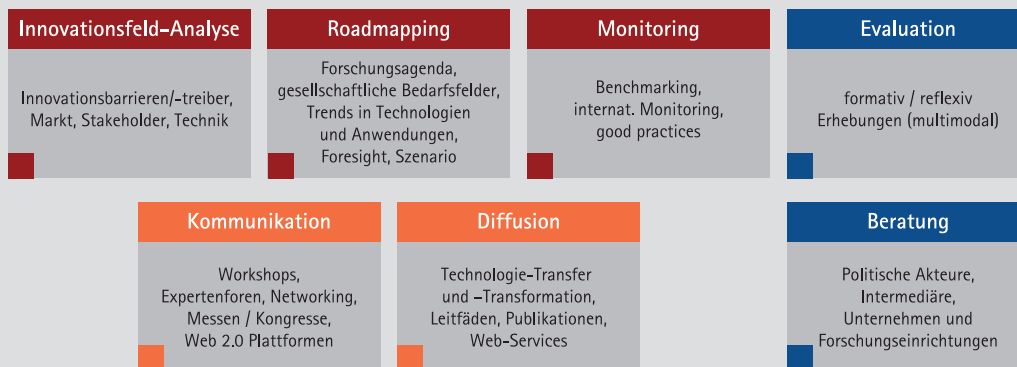 Innovationsfeld-Analyse
Innovationsbarrieren/-treiber,
Markt, Stakeholder, Technik
Roadmapping
Forschungsagenda,
gesellschaftliche Bedarfsfelder,
Trends in Technologien
und Anwendungen,
Foresight, Szenario
Monitoring
Benchmarking,
internat. Monitoring,
good practices
Evaluation
formativ / reflexiv
Erhebungen (multimodal)
Kommunikation
Workshops,
Expertenforen, Networking,
Messen / Kongresse,
Web 2.0 Plattformen
Diffusion
Technologie-Transfer
und –Transformation,
Leitfäden, Publikationen,
Web-Services
Beratung
Politische Akteure,
Intermediäre,
Unternehmen und
Forschungseinrichtungen